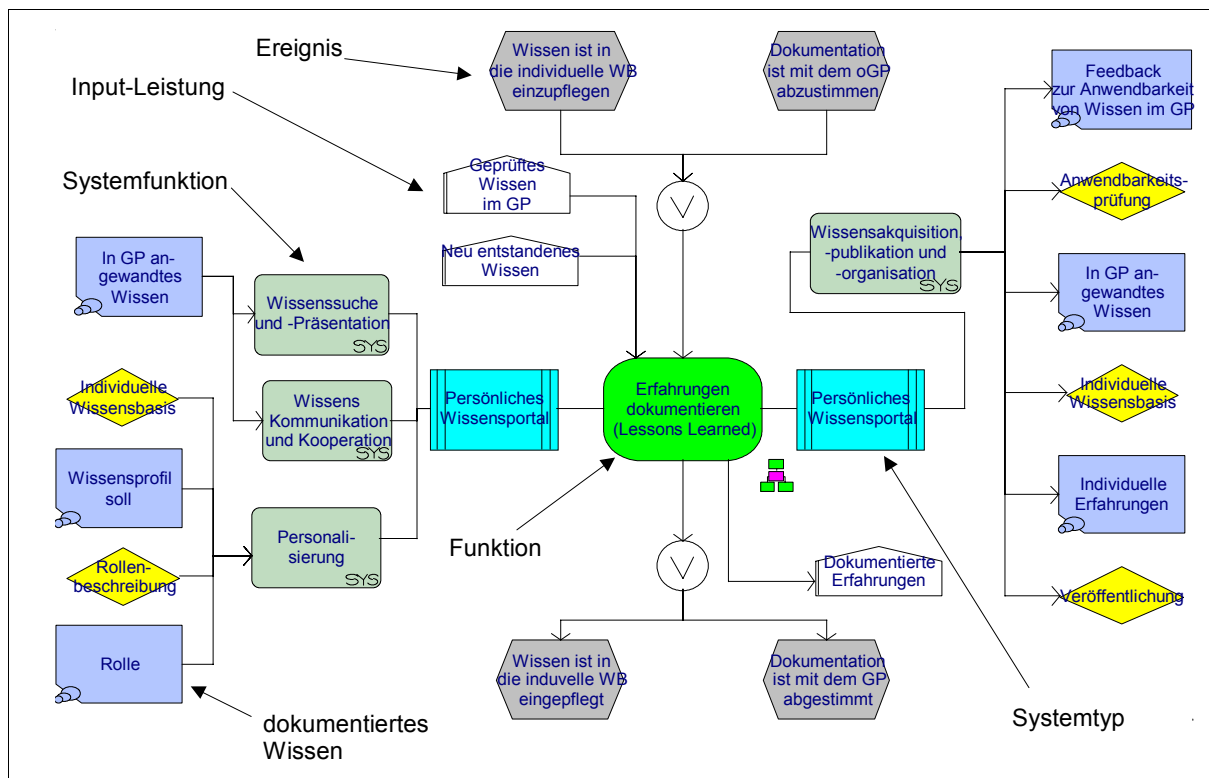 Ereignis
Input-Leistung
Systemfunktion
Wissen ist in
die individuelle WB
einzupflegen
Dokumentation
ist mit dem oGP
abzustimmen
Geprüftes
Wissen
im GP
Neu entstandenes
Wissen
V
In GP an-
gewandtes
Wissen
Individuelle
Wissensbasis
Wissensprofil
soll
Rollen-
beschreibung
Rolle
dokumentiertes
Wissen
Wissenssuche
und -Präsentation
SYS
Wissens
Kommunikation
und Kooperation
SYS
Personali-
sierung
SYS
Persönliches
Wissensportal
Erfahrungen
dokumentieren
(Lessons Learned)
Funktion
Persönliches
Wissensportal
Wissensakquisition,
-publikation und
-organisation
SYS
V
Dokumentierte
Erfahrungen
Wissen ist in
die induvelle WB
eingepflegt
Dokumentation
ist mit dem GP
abgestimmt
Systemtyp
Feedback
zur Anwendbarkeit
von Wissen im GP
Anwendbarkeits-
prüfung
In GP an-
gewandtes
Wissen
Individuelle
Wissensbasis
Individuelle
Erfahrungen
Veröffentlichung